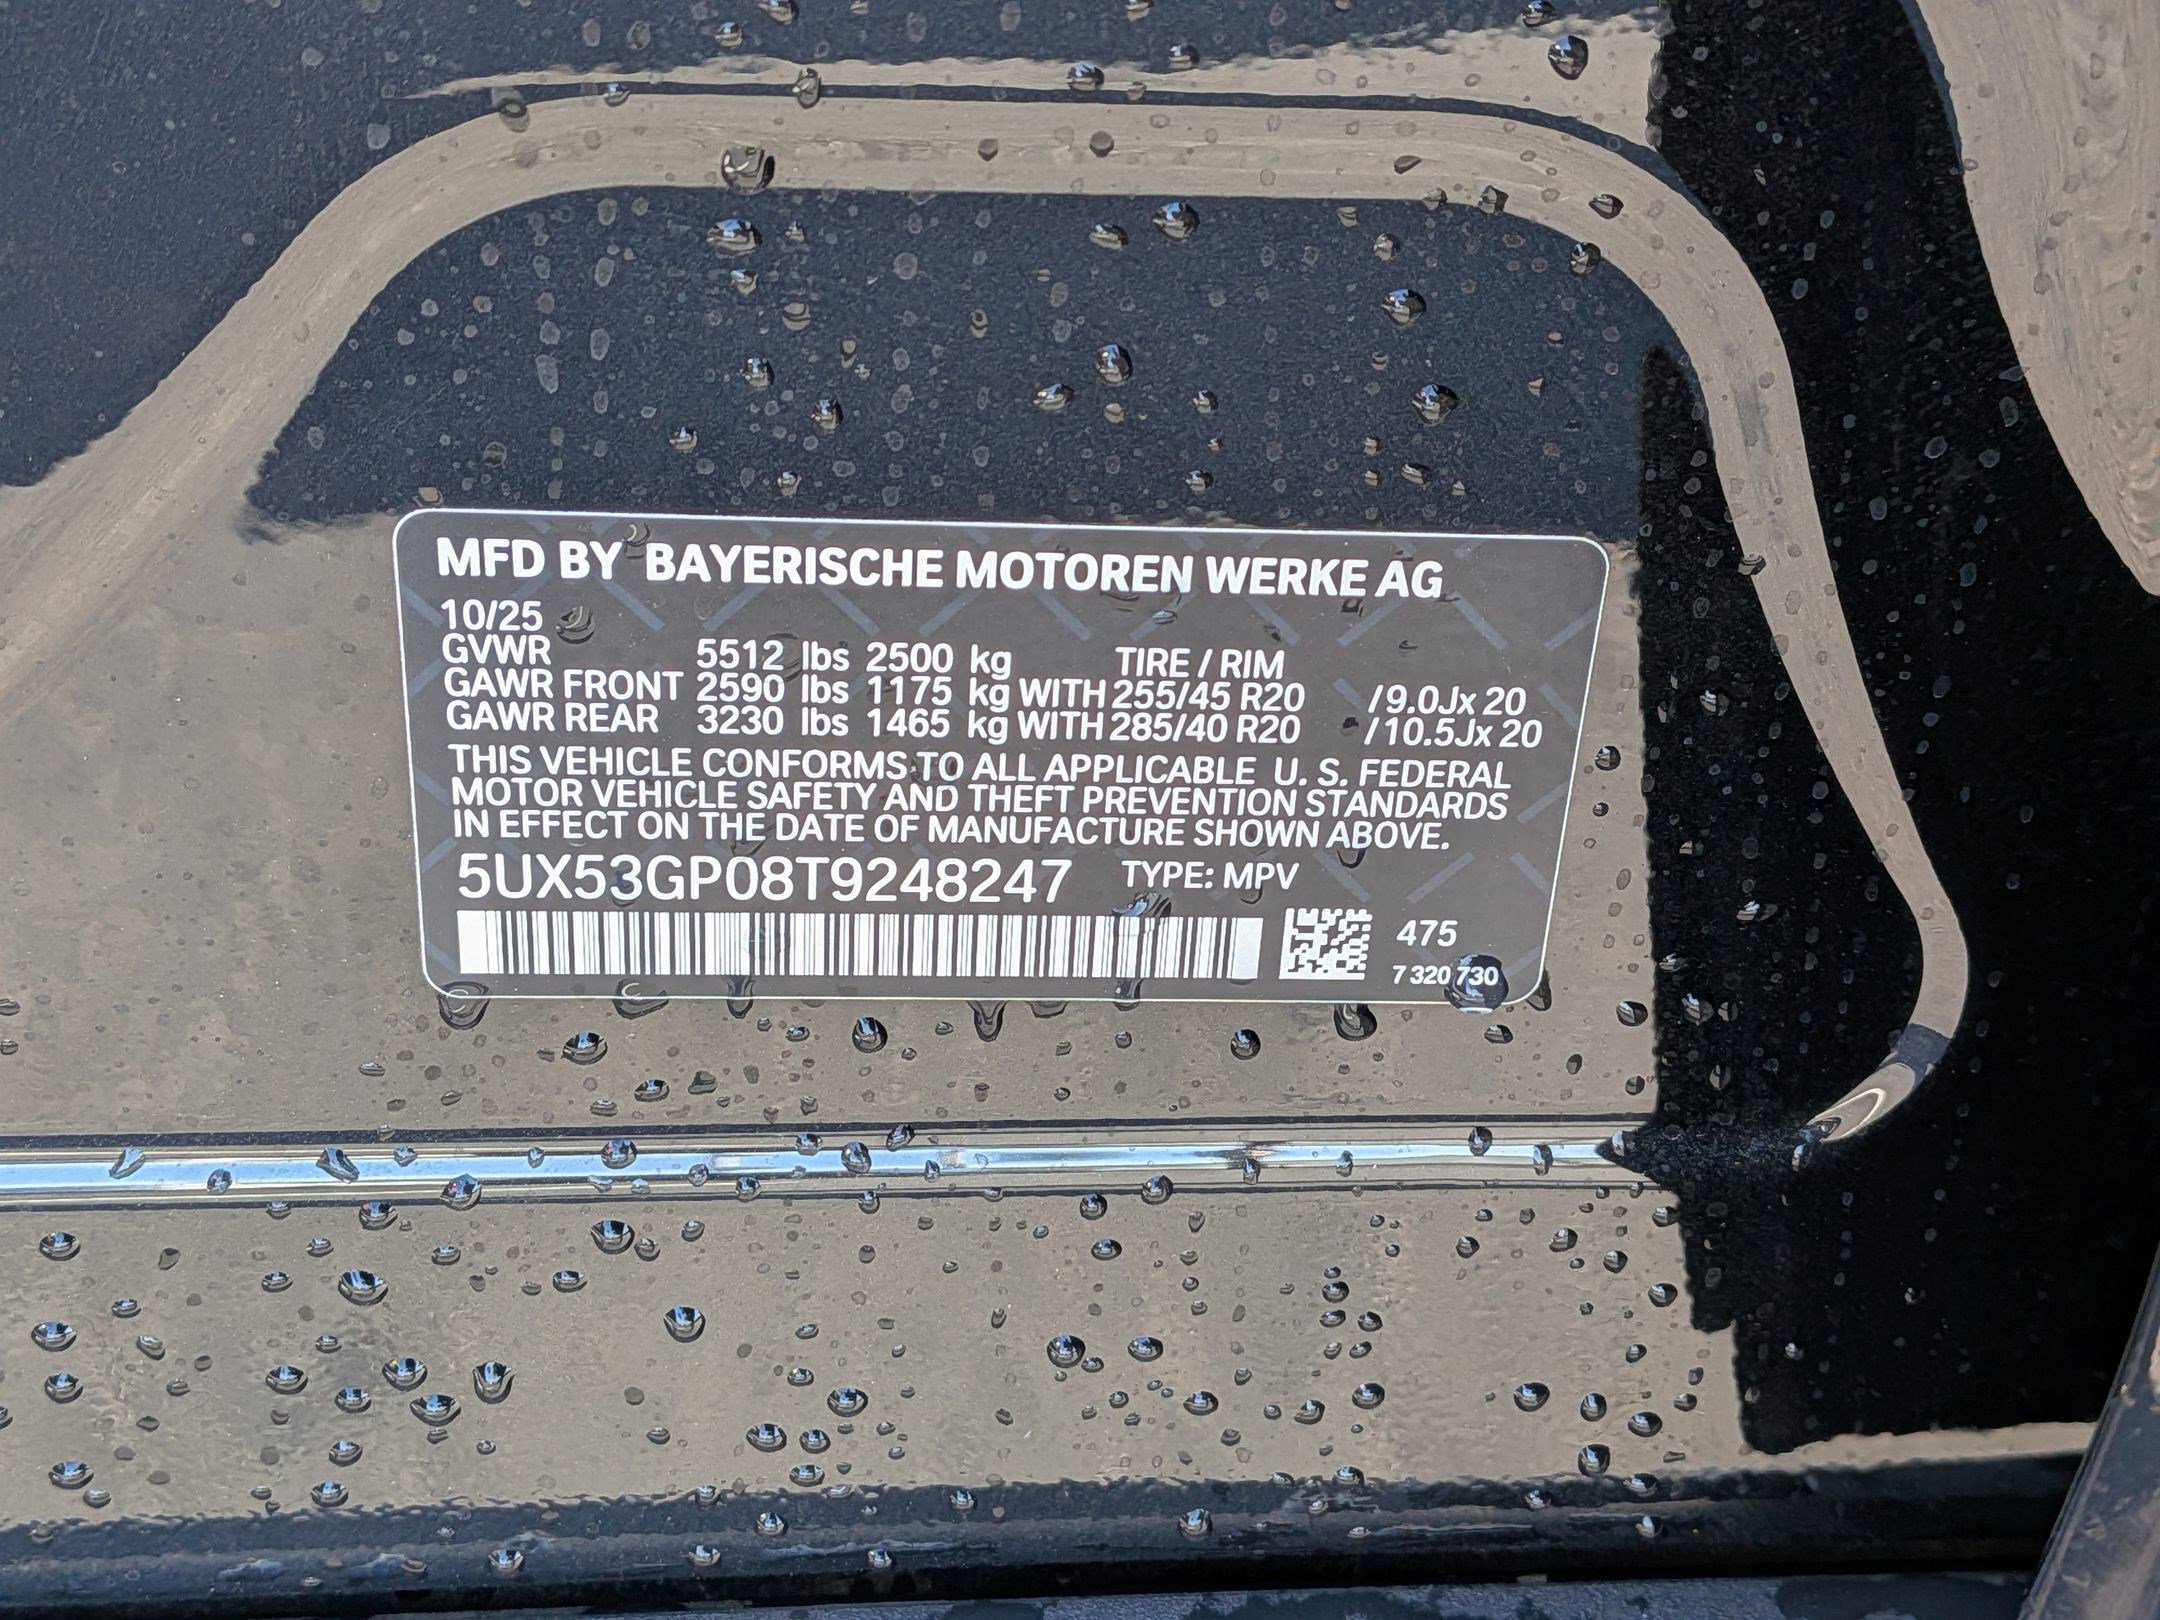 MFD BY BAYERISCHE MOTOREN WERKE AG
10/25
GVWR 5512 lbs 2500 kg TIRE / RIM
GAWR FRONT 2590 lbs 1175 kg WITH 255/45 R20 /9.0Jx 20
GAWR REAR 3230 lbs 1465 kg WITH 285/40 R20 /10.5Jx 20
THIS VEHICLE CONFORMS TO ALL APPLICABLE U. S. FEDERAL
MOTOR VEHICLE SAFETY AND THEFT PREVENTION STANDARDS
IN EFFECT ON THE DATE OF MANUFACTURE SHOWN ABOVE.
5UX53GP08T9248247 TYPE: MPV
475
7 320 730